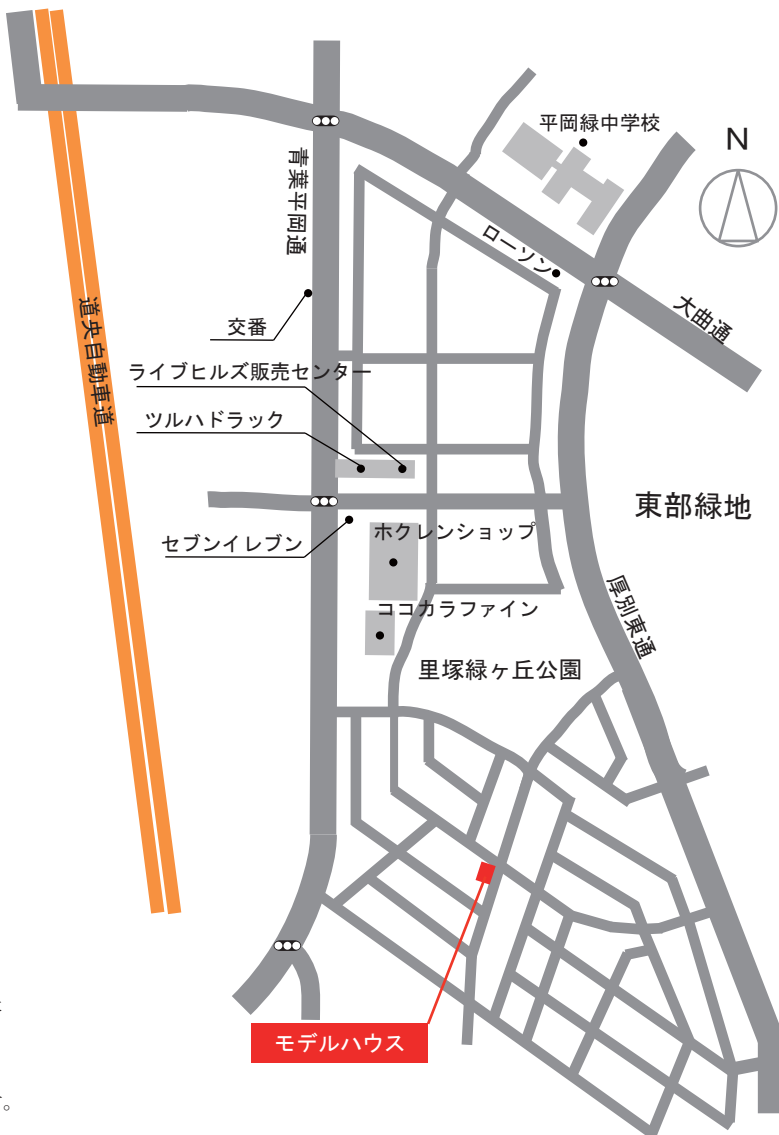 平岡緑中学校
N
青葉平岡通
ローソン
道央自動車道
大曲通
交番
ライブヒルズ販売センター
ツルハドラック
東部緑地
ホクレンショップ
セブンイレブン
厚別東通
ココカラファイン
里塚緑ヶ丘公園
モデルハウス
。